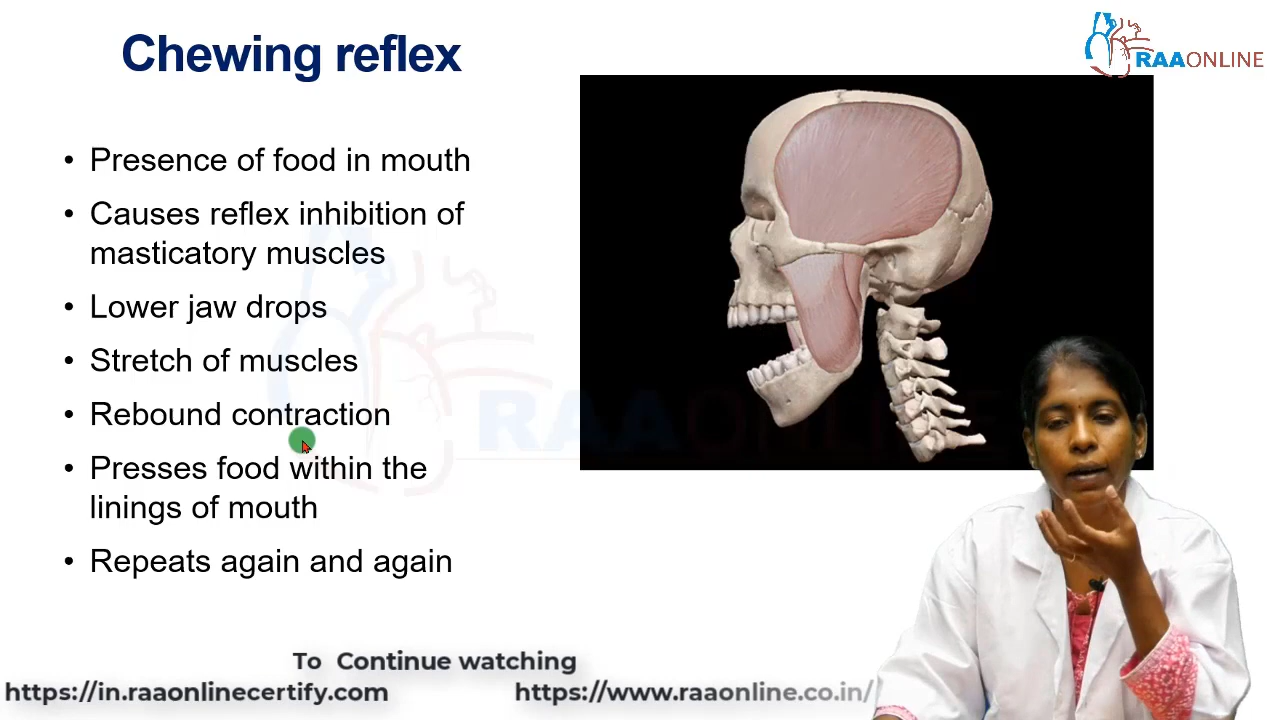 Chewing reflex
RAAONLINE
• Presence of food in mouth
• Causes reflex inhibition of
masticatory muscles
• Lower jaw drops
• Stretch of muscles
• Rebound contraction
• Presses food within the
linings of mouth
• Repeats again and again
RAAONLINE
To Continue watching
https://in.raaonlinecertify.com
https://www.raaonline.co.in/